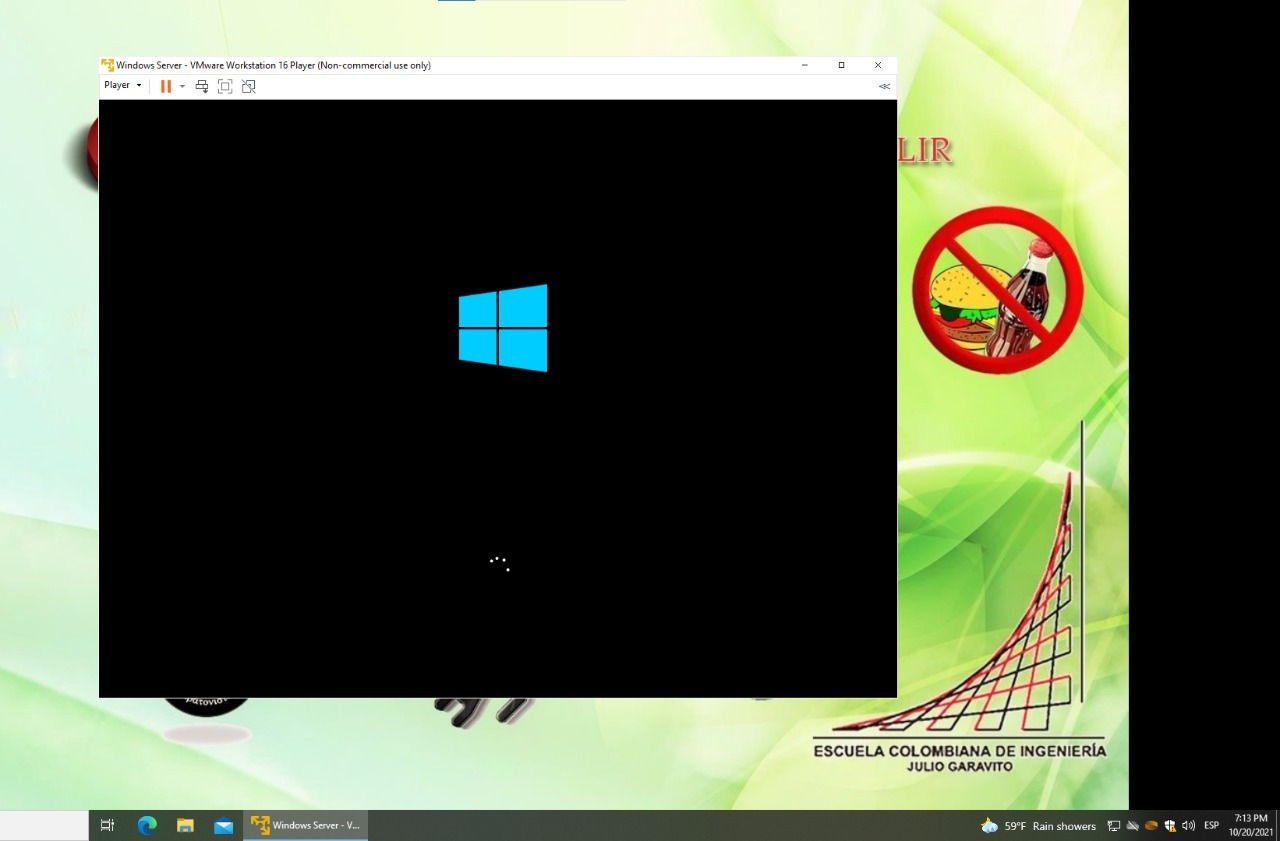 Windows Server - VMware Workstation 16 Player (Non-commercial use only)
Player
LIR
ESCUELA COLOMBIANA DE INGENIERÍA
JULIO GARAVITO
Windows Server - V...
59°F Rain showers
ESP
7:13 PM
10/20/2021